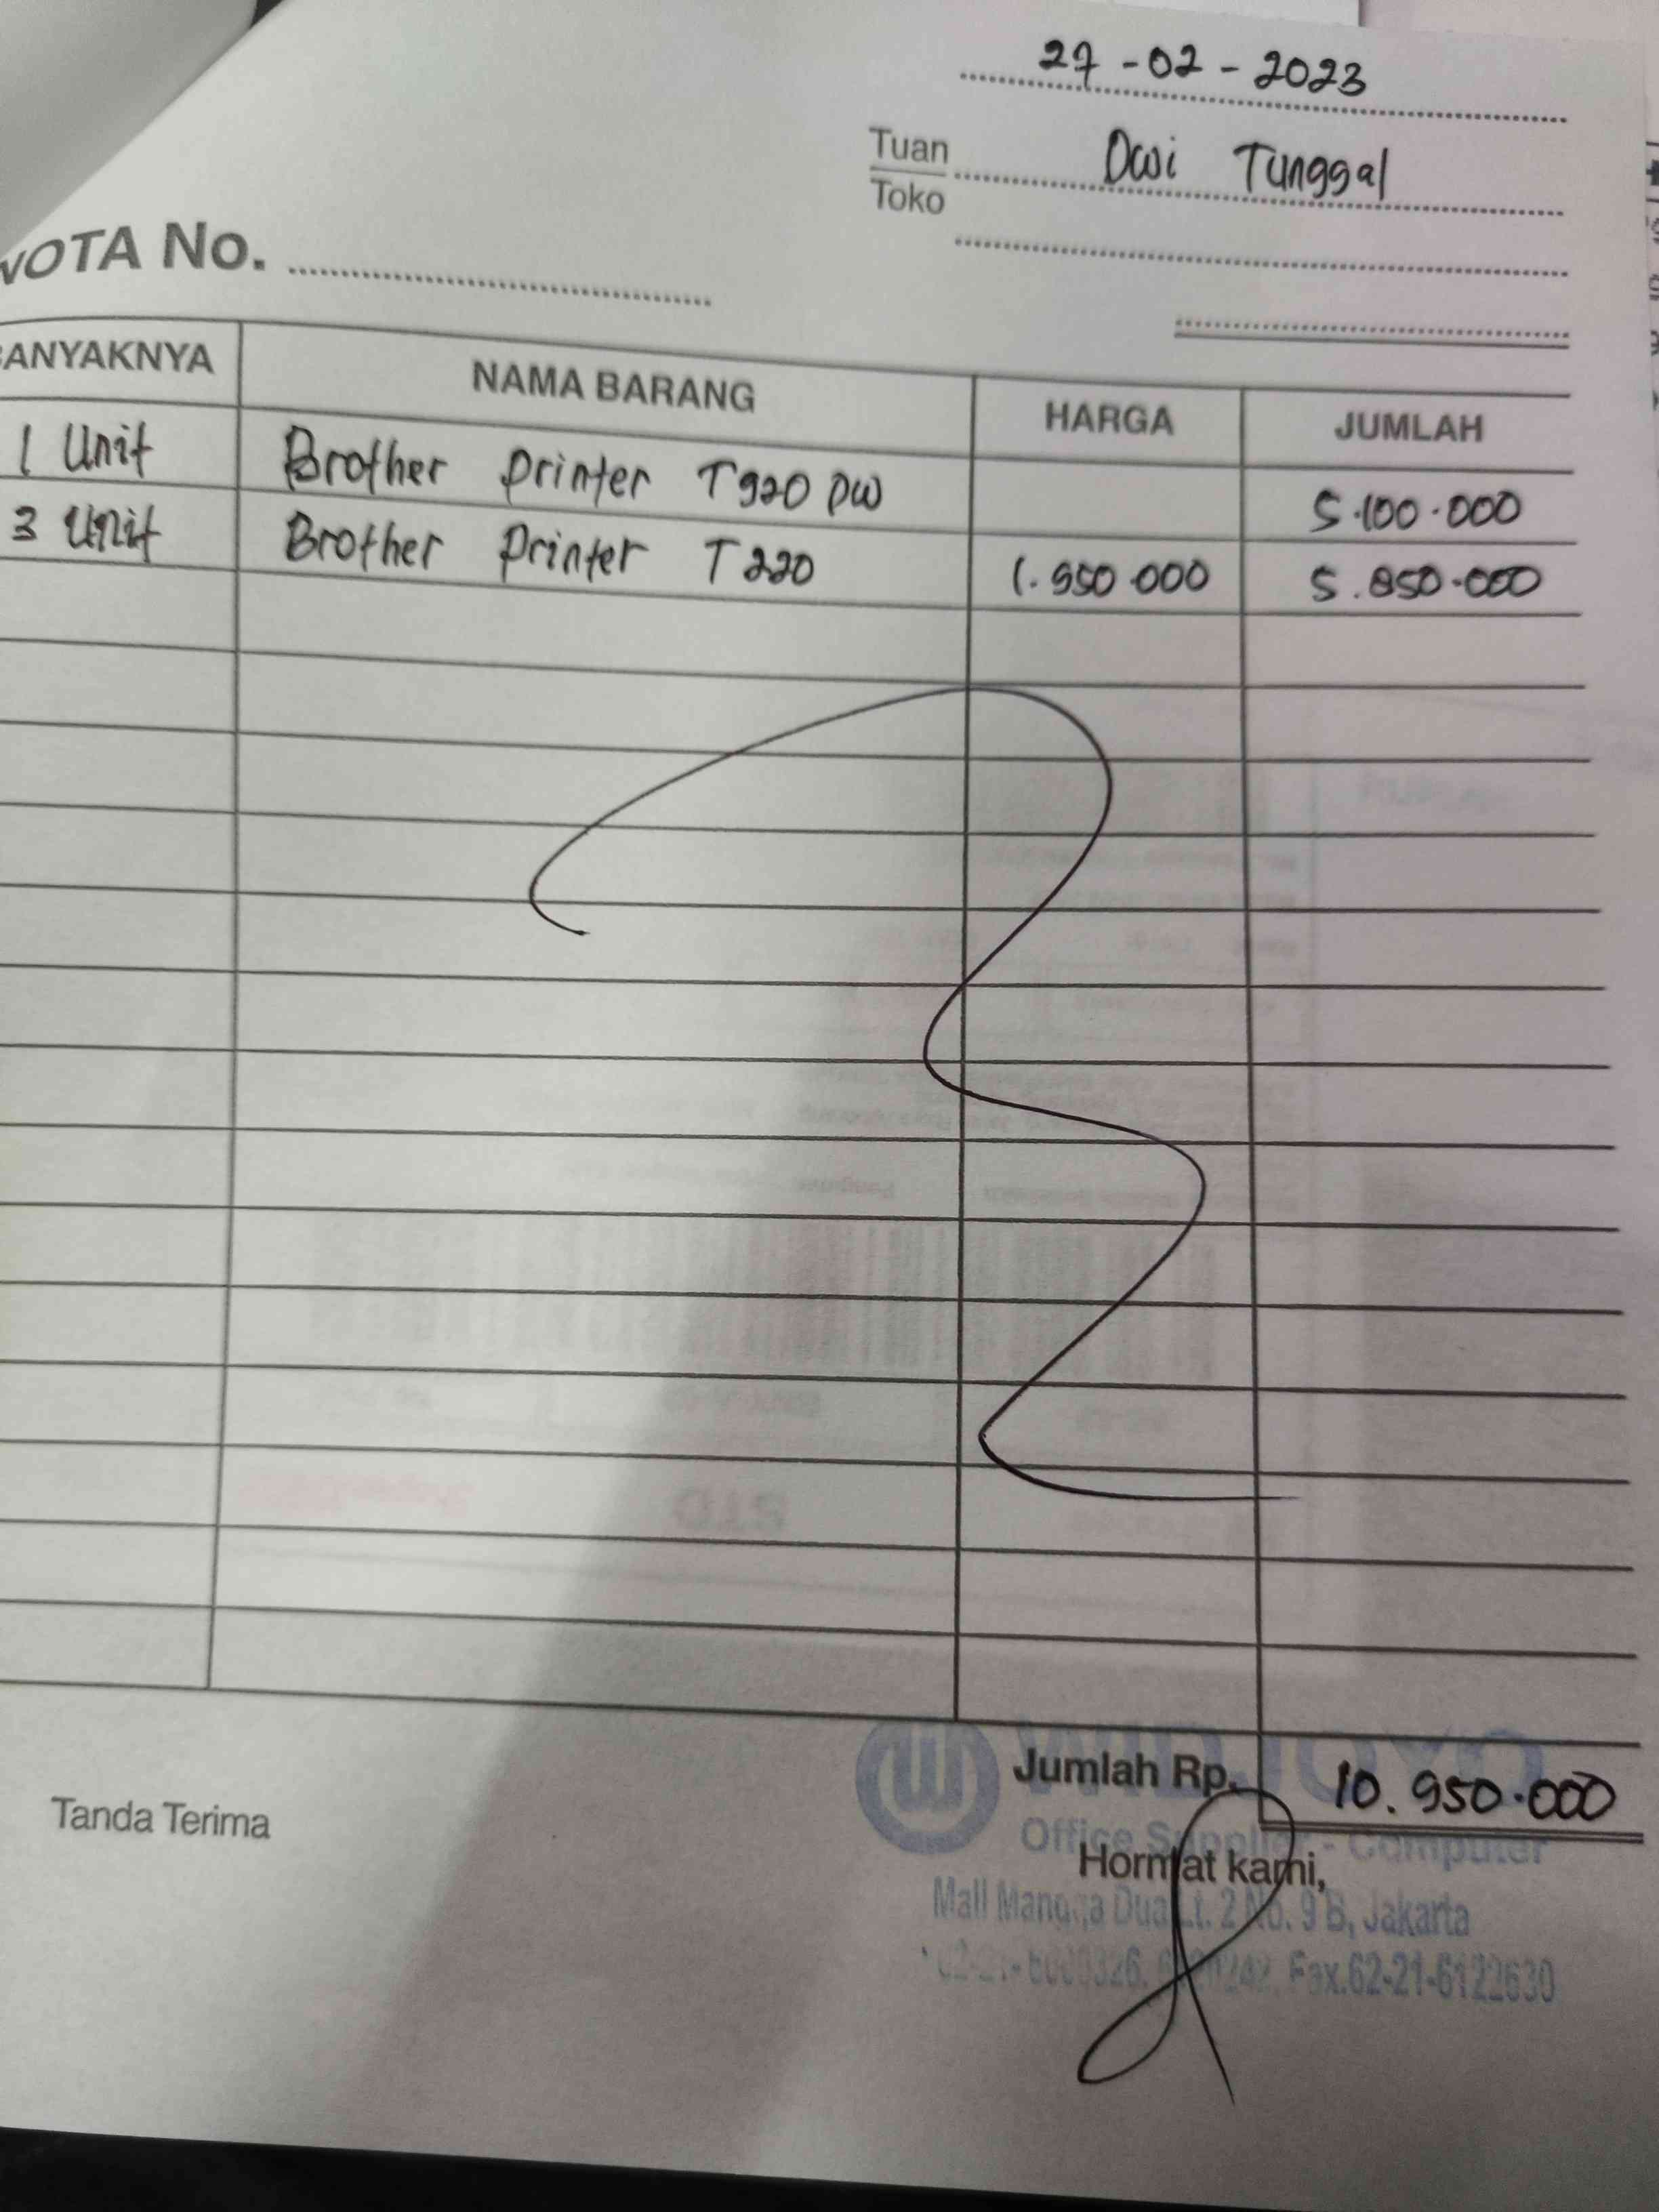 27-02-2023
Tuan
Dwi Tunggal
Toko
NOTA No.
BANYAKNYA NAMA BARANG HARGA JUMLAH
1 Unit Brother Printer T920 DW 5.100.000
3 Unit Brother Printer T220 1.950.000 5.850.000
STO
WIDJOYO
Jumlah Rp. 10.950.000
Tanda Terima
Office Supplier - Computer
Hormat kami,
Mall Mangga Dua Lt. 2 No. 9 B, Jakarta
Fax.62-21-6122630